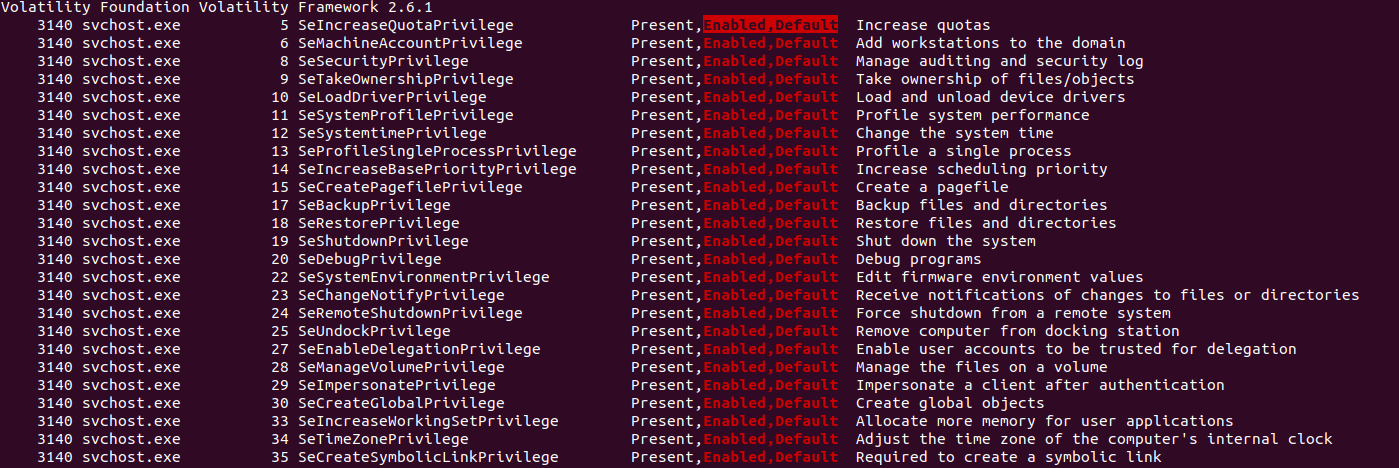 Volatility Foundation Volatility Framework 2.6.1
3140 svchost.exe 5 SeIncreaseQuotaPrivilege Present,Enabled,Default Increase quotas
3140 svchost.exe 6 SeMachineAccountPrivilege Present,Enabled,Default Add workstations to the domain
3140 svchost.exe 8 SeSecurityPrivilege Present,Enabled,Default Manage auditing and security log
3140 svchost.exe 9 SeTakeOwnershipPrivilege Present,Enabled,Default Take ownership of files/objects
3140 svchost.exe 10 SeLoadDriverPrivilege Present,Enabled,Default Load and unload device drivers
3140 svchost.exe 11 SeSystemProfilePrivilege Present,Enabled,Default Profile system performance
3140 svchost.exe 12 SeSystemtimePrivilege Present,Enabled,Default Change the system time
3140 svchost.exe 13 SeProfileSingleProcessPrivilege Present,Enabled,Default Profile a single process
3140 svchost.exe 14 SeIncreaseBasePriorityPrivilege Present,Enabled,Default Increase scheduling priority
3140 svchost.exe 15 SeCreatePagefilePrivilege Present,Enabled,Default Create a pagefile
3140 svchost.exe 17 SeBackupPrivilege Present,Enabled,Default Backup files and directories
3140 svchost.exe 18 SeRestorePrivilege Present,Enabled,Default Restore files and directories
3140 svchost.exe 19 SeShutdownPrivilege Present,Enabled,Default Shut down the system
3140 svchost.exe 20 SeDebugPrivilege Present,Enabled,Default Debug programs
3140 svchost.exe 22 SeSystemEnvironmentPrivilege Present,Enabled,Default Edit firmware environment values
3140 svchost.exe 23 SeChangeNotifyPrivilege Present,Enabled,Default Receive notifications of changes to files or directories
3140 svchost.exe 24 SeRemoteShutdownPrivilege Present,Enabled,Default Force shutdown from a remote system
3140 svchost.exe 25 SeUndockPrivilege Present,Enabled,Default Remove computer from docking station
3140 svchost.exe 27 SeEnableDelegationPrivilege Present,Enabled,Default Enable user accounts to be trusted for delegation
3140 svchost.exe 28 SeManageVolumePrivilege Present,Enabled,Default Manage the files on a volume
3140 svchost.exe 29 SeImpersonatePrivilege Present,Enabled,Default Impersonate a client after authentication
3140 svchost.exe 30 SeCreateGlobalPrivilege Present,Enabled,Default Create global objects
3140 svchost.exe 33 SeIncreaseWorkingSetPrivilege Present,Enabled,Default Allocate more memory for user applications
3140 svchost.exe 34 SeTimeZonePrivilege Present,Enabled,Default Adjust the time zone of the computer's internal clock
3140 svchost.exe 35 SeCreateSymbolicLinkPrivilege Present,Enabled,Default Required to create a symbolic link